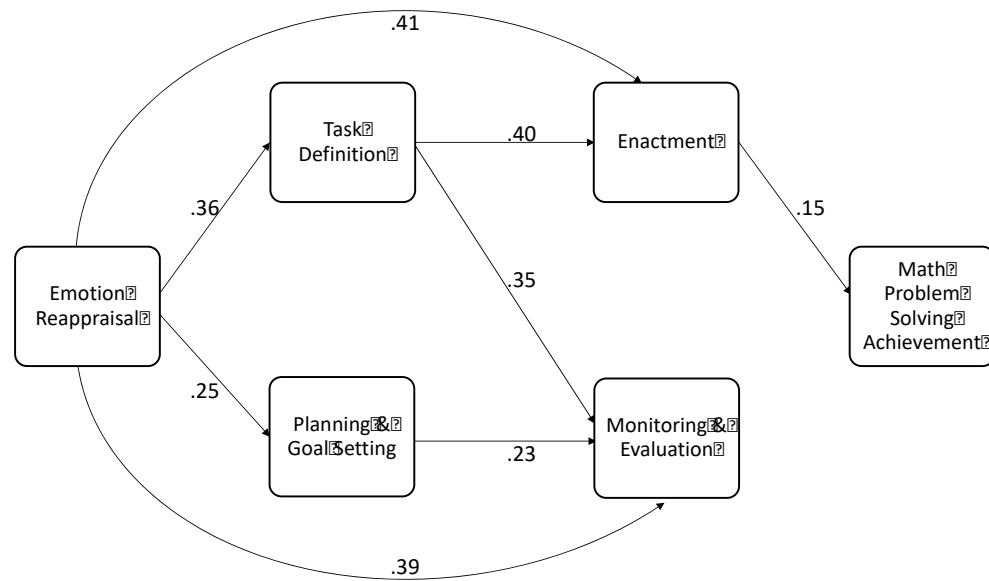 .41
Task
Definition
.40
Enactment
.36
.15
.35
Emotion
Reappraisal
Math
Problem
Solving
Achievement
.25
Planning &
Goal Setting
.23
Monitoring &
Evaluation
.39